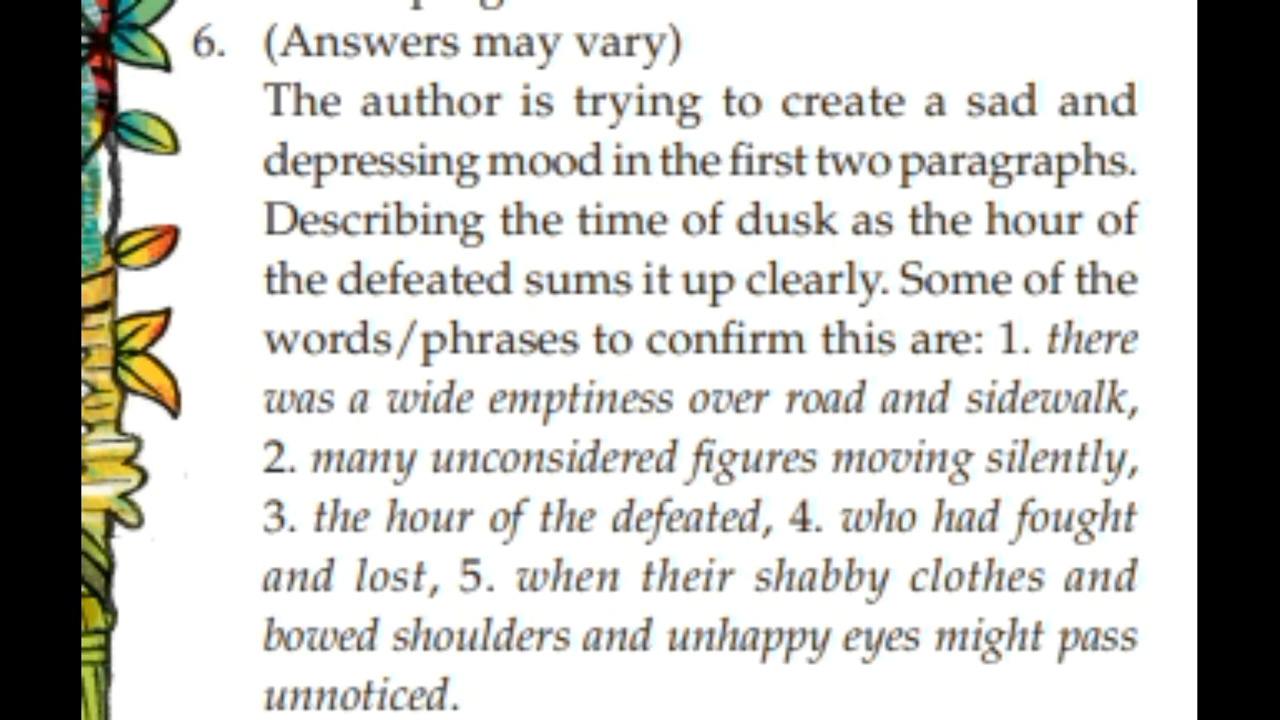 6. (Answers may vary)
The author is trying to create a sad and
depressing mood in the first two paragraphs.
Describing the time of dusk as the hour of
the defeated sums it up clearly. Some of the
words/phrases to confirm this are: 1. there
was a wide emptiness over road and sidewalk,
2. many unconsidered figures moving silently,
3. the hour of the defeated, 4. who had fought
and lost, 5. when their shabby clothes and
bowed shoulders and unhappy eyes might pass
unnoticed.